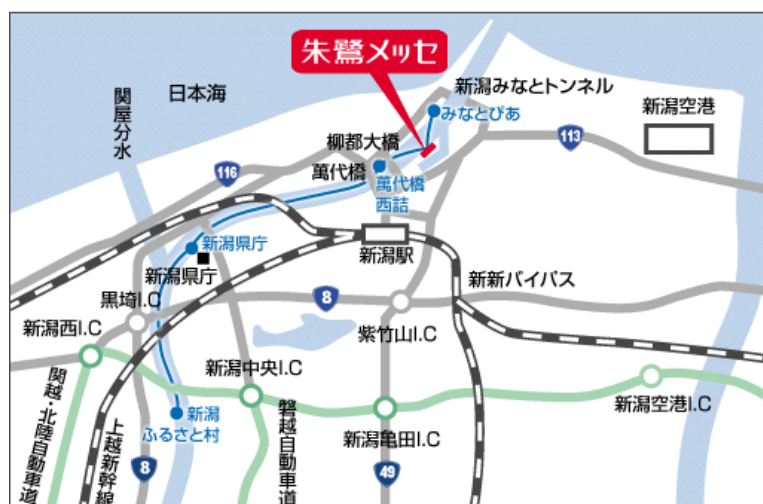 朱鷺メッセ
日本海
関屋分水
新潟みなとトンネル
みなとぴあ
新潟空港
柳都大橋
113
116
萬代橋
萬代橋
西詰
新潟県庁
新潟県庁
新潟駅
新新バイパス
8
黒埼I.C
紫竹山I.C
新潟西I.C
新潟中央I.C
新潟空港I.C
新潟
ふるさと村
新潟亀田I.C
関越・北陸自動車道
上越新幹線
磐越自動車道
8
49